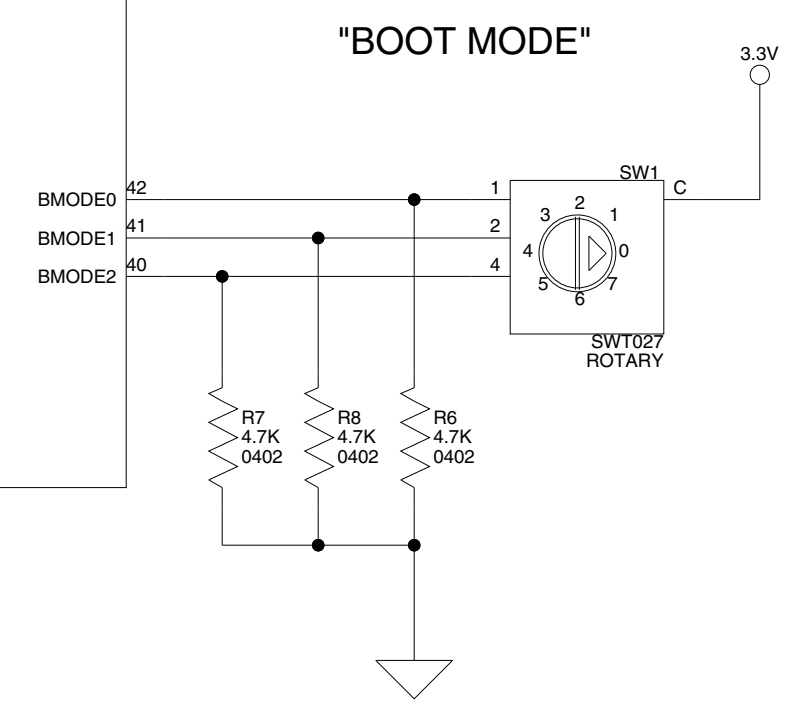 "BOOT MODE"
3.3V
SW1
BMODE0 42 1 C
BMODE1 41 2
BMODE2 40 4
2
3 1
4 0
5 7
6
SWT027
ROTARY
R7 R8 R6
4.7K 4.7K 4.7K
0402 0402 0402